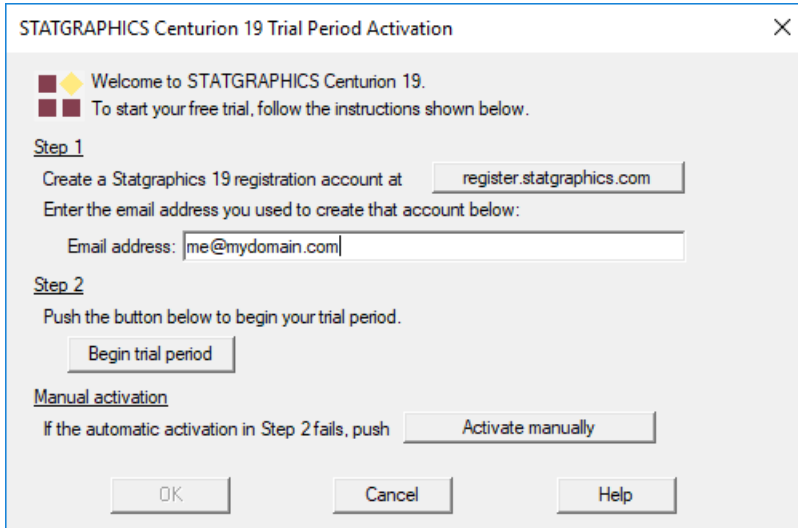 STATGRAPHICS Centurion 19 Trial Period Activation
Welcome to STATGRAPHICS Centurion 19.
To start your free trial, follow the instructions shown below.
Step 1
Create a Statgraphics 19 registration account at register.statgraphics.com
Enter the email address you used to create that account below:
Email address: me@mydomain.com
Step 2
Push the button below to begin your trial period.
Begin trial period
Manual activation
If the automatic activation in Step 2 fails, push Activate manually
OK Cancel Help